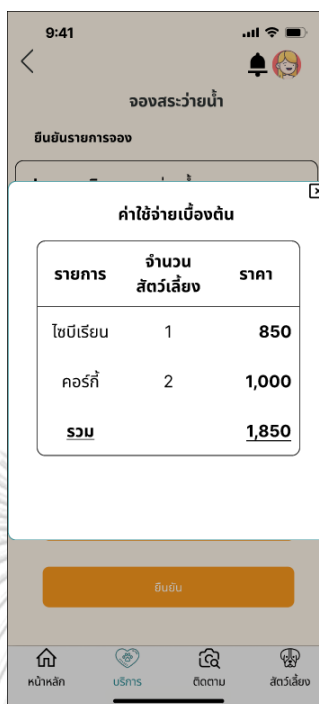 9:41
จองสระว่ายน้ำ
ยืนยันรายการจอง
ค่าใช้จ่ายเบื้องต้น
รายการ จำนวนสัตว์เลี้ยง ราคา
ไซบีเรียน 1 850
คอร์กี้ 2 1,000
รวม 1,850
ยืนยัน
หน้าหลัก บริการ ติดตาม สัตว์เลี้ยง